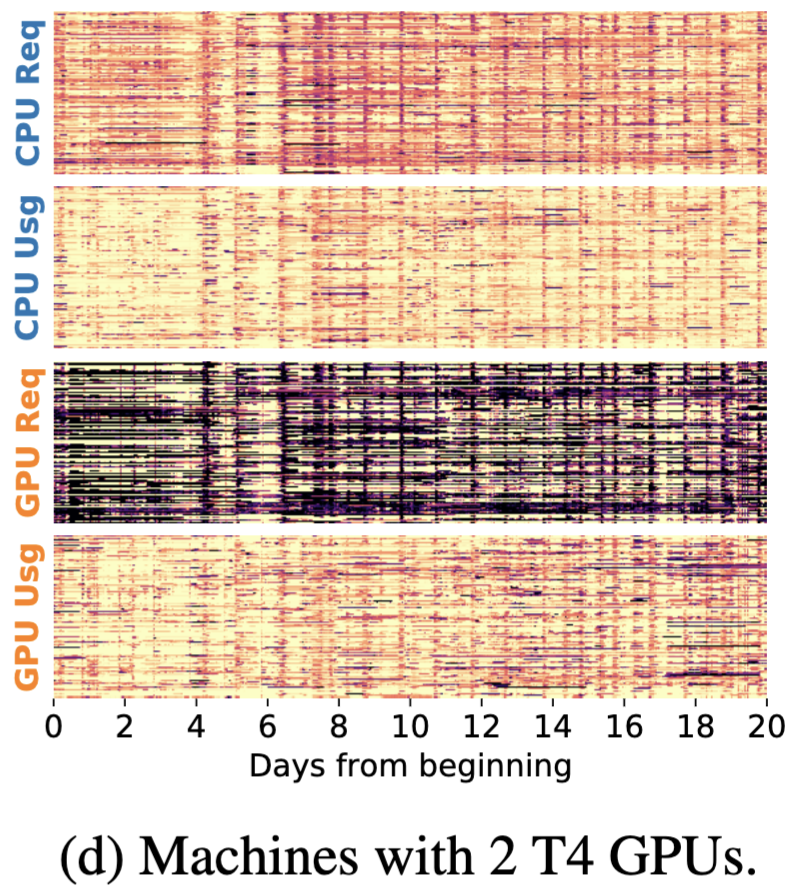 CPU Req
CPU Usg
GPU Req
GPU Usg
0 2 4 6 8 10 12 14 16 18 20
Days from beginning
(d) Machines with 2 T4 GPUs.